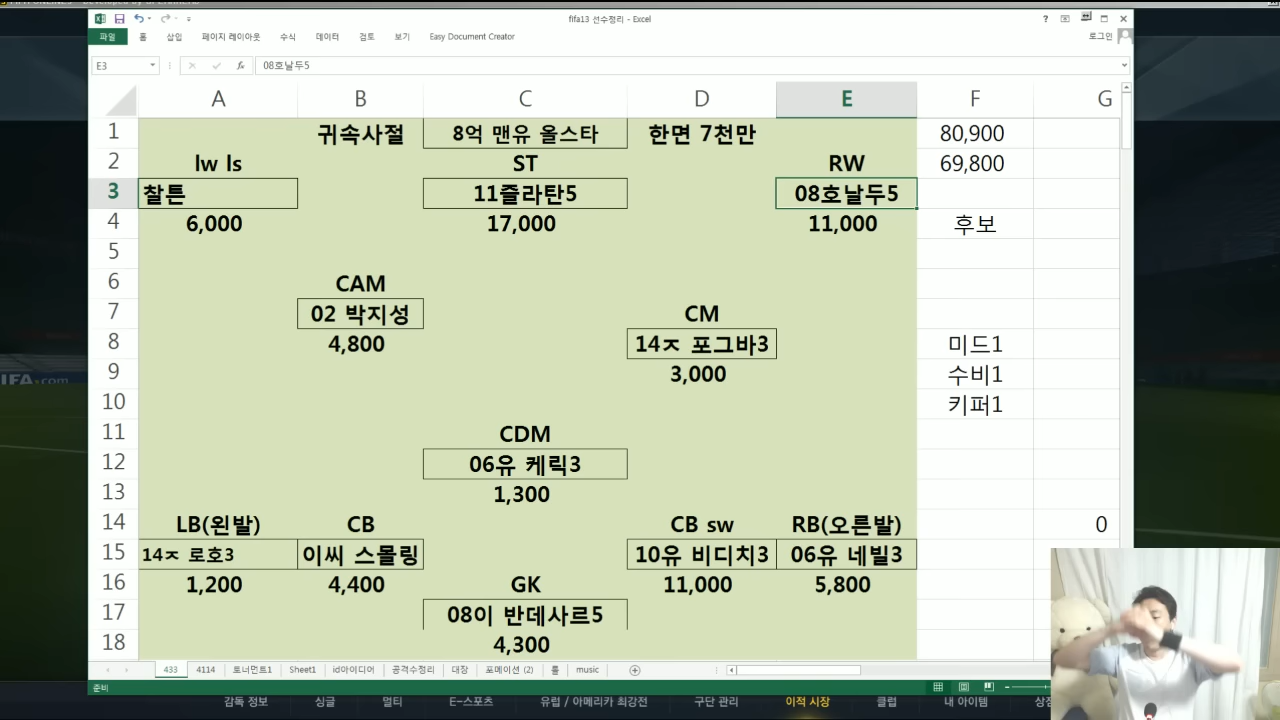 fifa13 선수정리 - Excel
파일 홈 삽입 페이지 레이아웃 수식 데이터 검토 보기 Easy Document Creator 로그인
E3 fx 08호날두5
A B C D E F G
1 귀속사절 8억 맨유 올스타 한면 7천만 80,900
2 lw ls ST RW 69,800
3 찰튼 11즐라탄5 08호날두5
4 6,000 17,000 11,000 후보
5
6 CAM
7 02 박지성 CM
8 4,800 14ㅈ 포그바3 미드1
9 3,000 수비1
10 키퍼1
11 CDM
12 06유 케릭3
13 1,300
14 LB(왼발) CB CB sw RB(오른발) 0
15 14ㅈ 로호3 이씨 스몰링 10유 비디치3 06유 네빌3
16 1,200 4,400 GK 11,000 5,800
17 08이 반데사르5
18 4,300
433 4114 토너먼트1 Sheet1 id아이디어 공격수정리 대장 포메이션 (2) 룰 music
준비
감독 정보 싱글 멀티 E-스포츠 유럽 / 아메리카 최강전 구단 관리 이적 시장 클럽 내 아이템